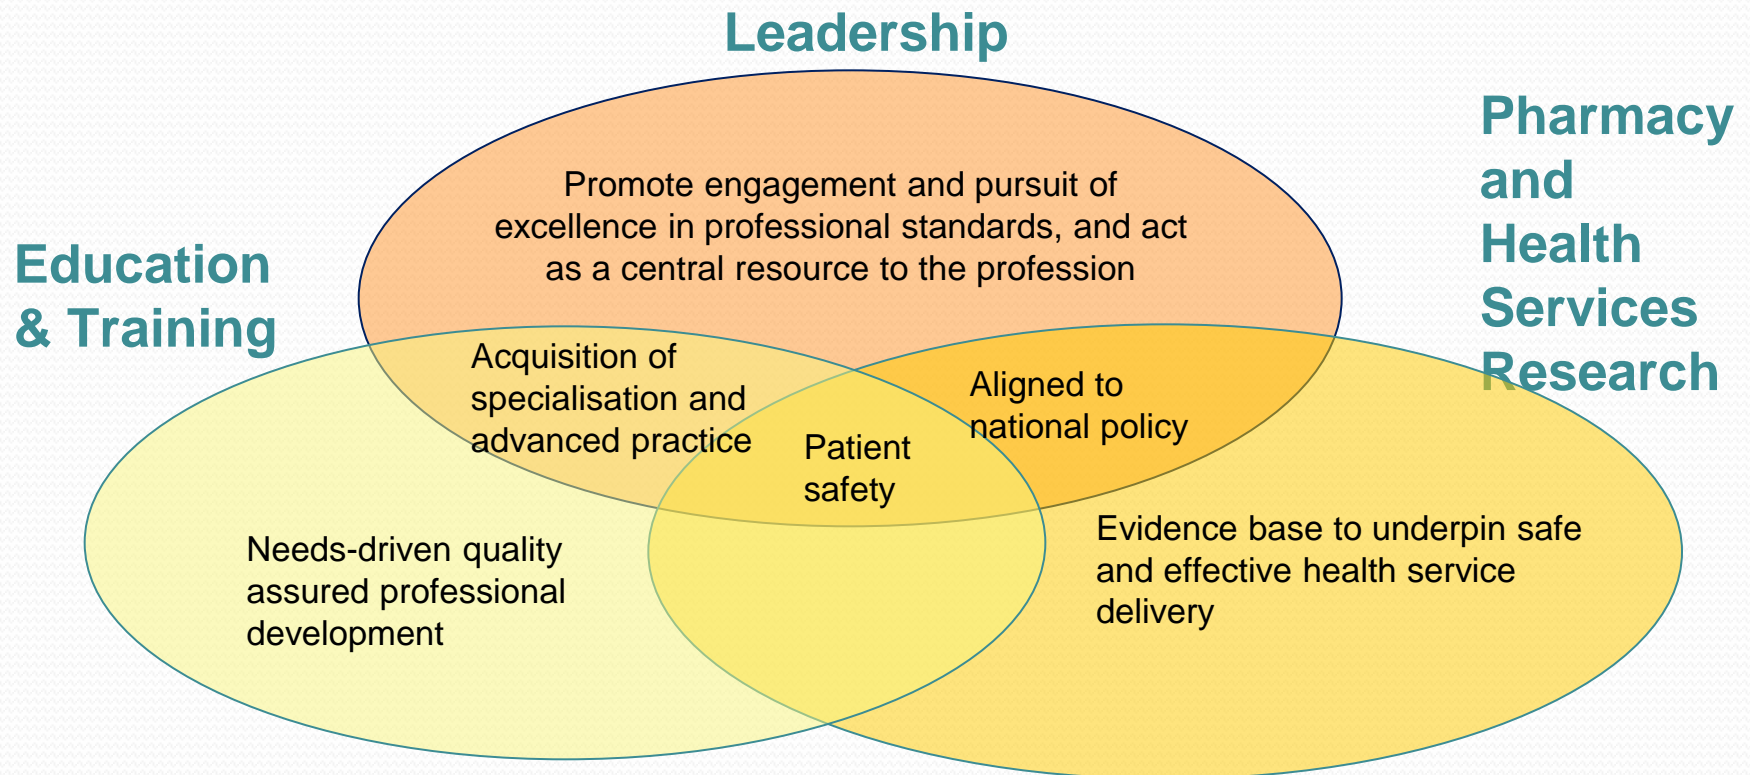 Leadership
Pharmacy
and
Health
Services
Research
Education
& Training
Promote engagement and pursuit of
excellence in professional standards, and act
as a central resource to the profession
Acquisition of
specialisation and
advanced practice
Aligned to
national policy
Patient
safety
Needs-driven quality
assured professional
development
Evidence base to underpin safe
and effective health service
delivery